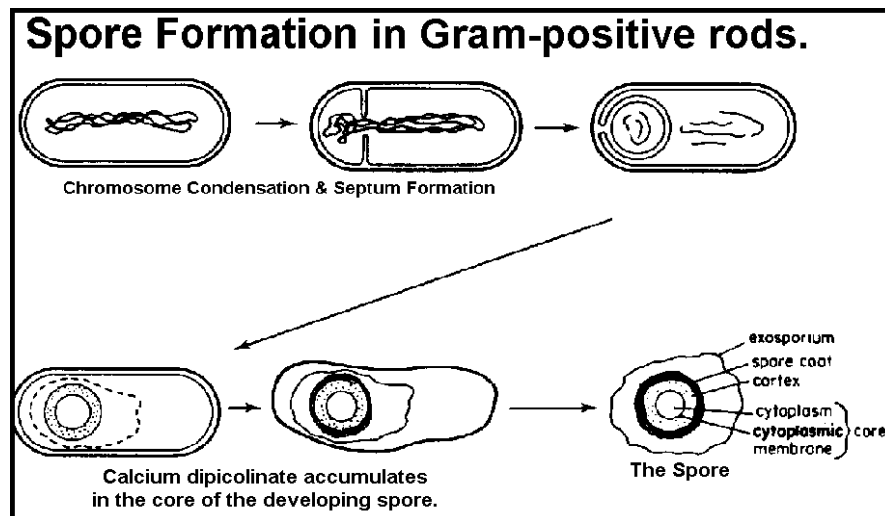 Spore Formation in Gram-positive rods.
Chromosome Condensation & Septum Formation
exosporium
spore coat
cortex
cytoplasm
cytoplasmic
membrane
core
Calcium dipicolinate accumulates
in the core of the developing spore.
The Spore